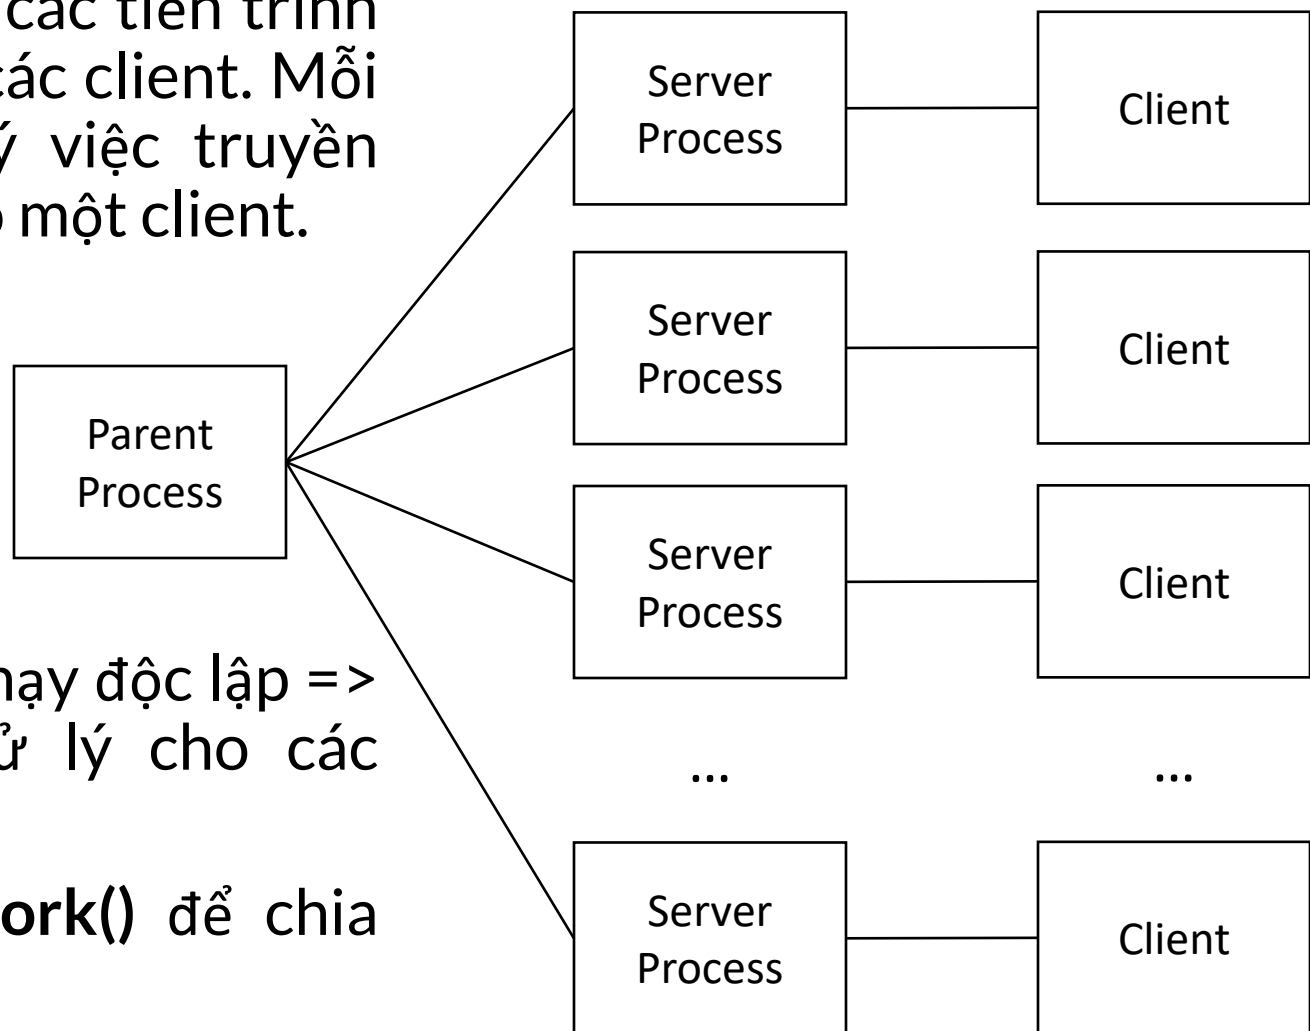 các tiến trình
các client. Mỗi
lý việc truyền
một client.
Server
Process
Client
Server
Process
Client
Parent
Process
Server
Process
Client
độc lập =>
lý cho các
...
...
ork() để chia
Server
Process
Client